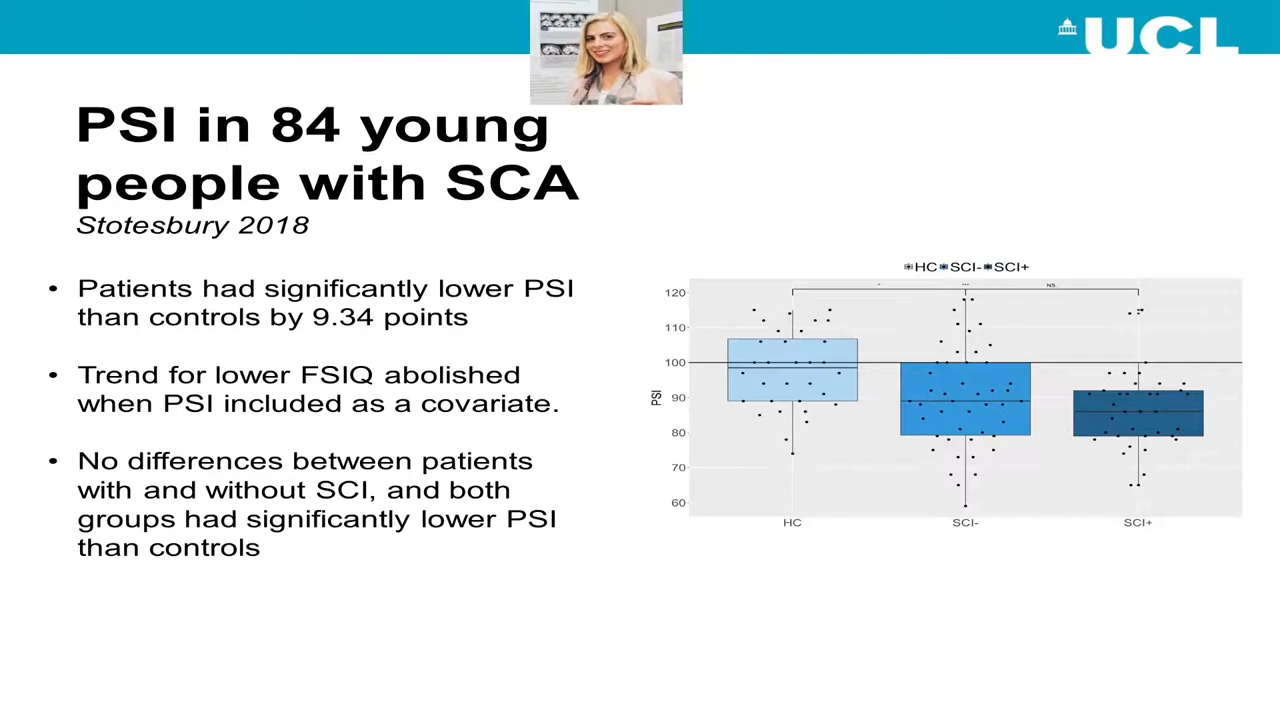 UCL
PSI in 84 young
people with SCA
Stotesbury 2018
• Patients had significantly lower PSI
than controls by 9.34 points
• Trend for lower FSIQ abolished
when PSI included as a covariate.
• No differences between patients
with and without SCI, and both
groups had significantly lower PSI
than controls
HC SCI- SCI+
NS.
120
110
100
90
80
70
60
PSI
HC SCI- SCI+